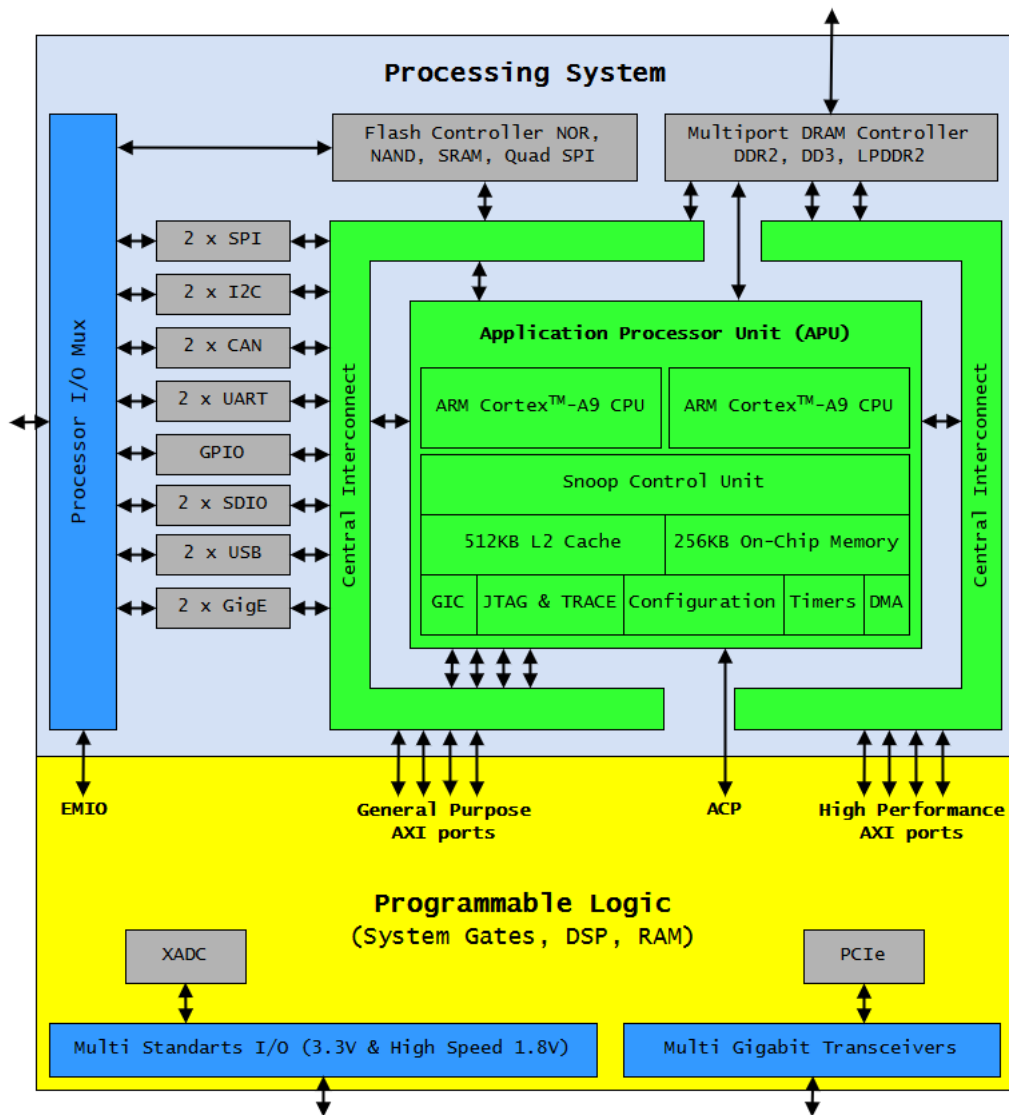 Processing System
Flash Controller NOR,
NAND, SRAM, Quad SPI
Multiport DRAM Controller
DDR2, DD3, LPDDR2
Processor I/O Mux
2 x SPI
2 x I2C
2 x CAN
2 x UART
GPIO
2 x SDIO
2 x USB
2 x GigE
Central Interconnect
Application Processor Unit (APU)
ARM Cortex™-A9 CPU
ARM Cortex™-A9 CPU
Snoop Control Unit
512KB L2 Cache
256KB On-Chip Memory
GIC
JTAG & TRACE
Configuration
Timers
DMA
Central Interconnect
EMIO
General Purpose
AXI ports
ACP
High Performance
AXI ports
Programmable Logic
(System Gates, DSP, RAM)
XADC
PCIe
Multi Standarts I/O (3.3V & High Speed 1.8V)
Multi Gigabit Transceivers